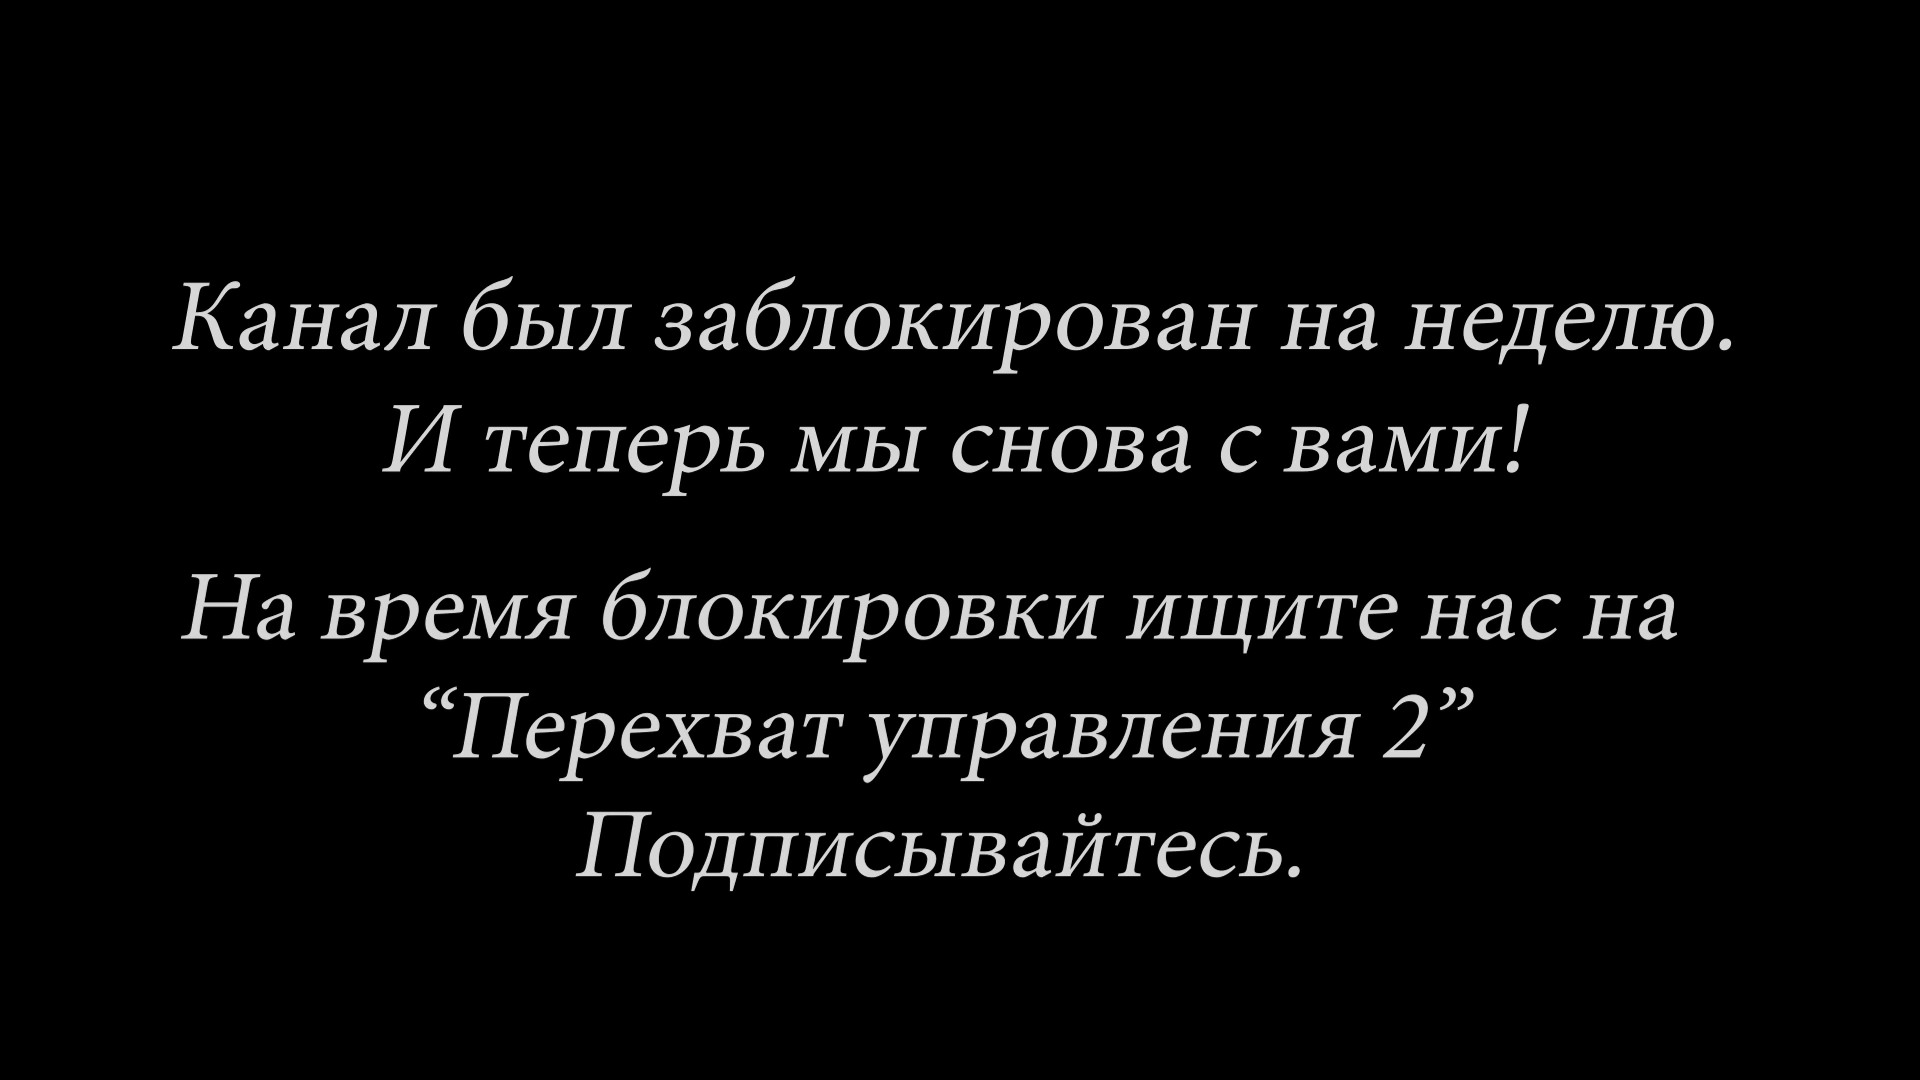 Канал был заблокирован на неделю.
И теперь мы снова с вами!
На время блокировки ищите нас на
“Перехват управления 2”
Подписывайтесь.